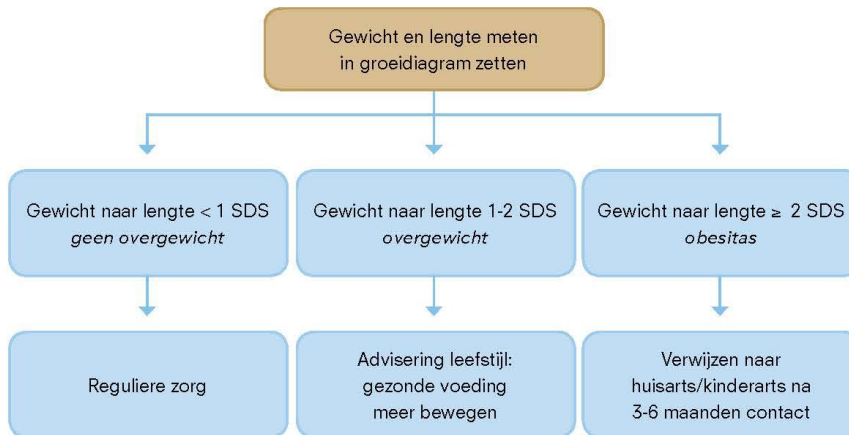 Gewicht en lengte meten
in groeidiagram zetten
Gewicht naar lengte < 1 SDS
geen overgewicht
Gewicht naar lengte 1-2 SDS
overgewicht
Gewicht naar lengte ≥ 2 SDS
obesitas
Reguliere zorg
Advisering leefstijl:
gezonde voeding
meer bewegen
Verwijzen naar
huisarts/kinderarts na
3-6 maanden contact